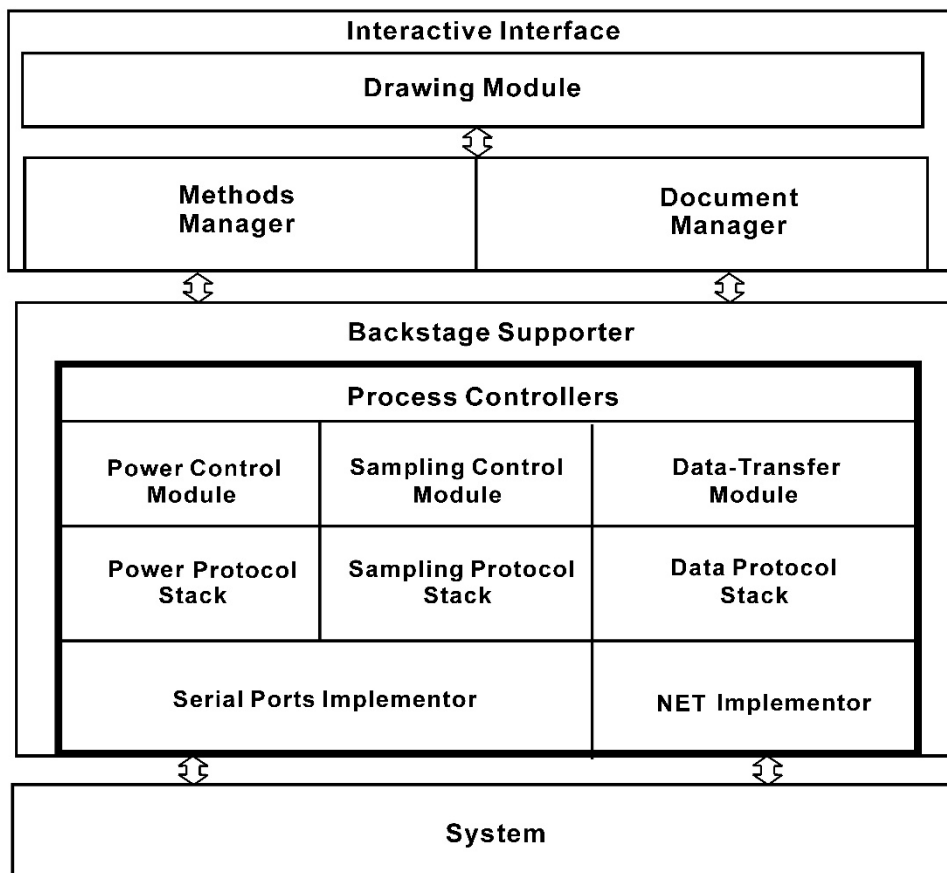 Interactive Interface
Drawing Module
Methods
Manager
Document
Manager
Backstage Supporter
Process Controllers
Power Control
Module
Sampling Control
Module
Data-Transfer
Module
Power Protocol
Stack
Sampling Protocol
Stack
Data Protocol
Stack
Serial Ports Implementor
NET Implementor
System